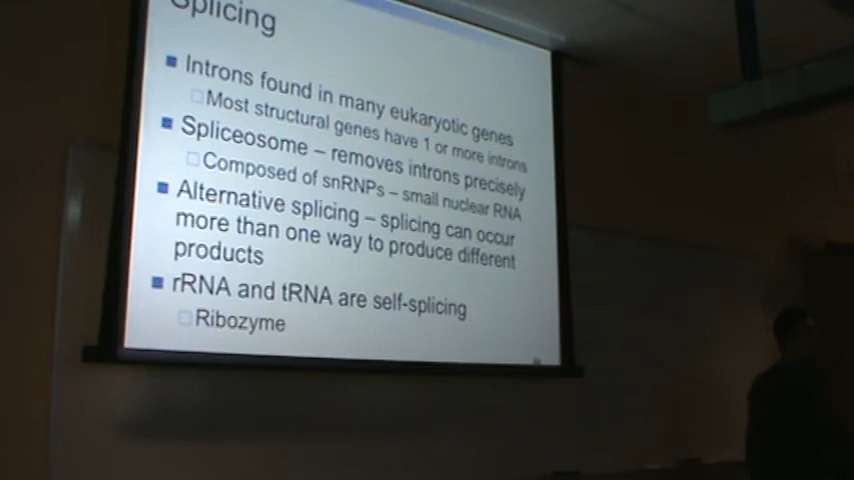 Splicing
Introns found in many eukaryotic genes
Most structural genes have 1 or more introns
Spliceosome – removes introns precisely
Composed of snRNPs – small nuclear RNA
Alternative splicing – splicing can occur
more than one way to produce different
products
rRNA and tRNA are self-splicing
Ribozyme